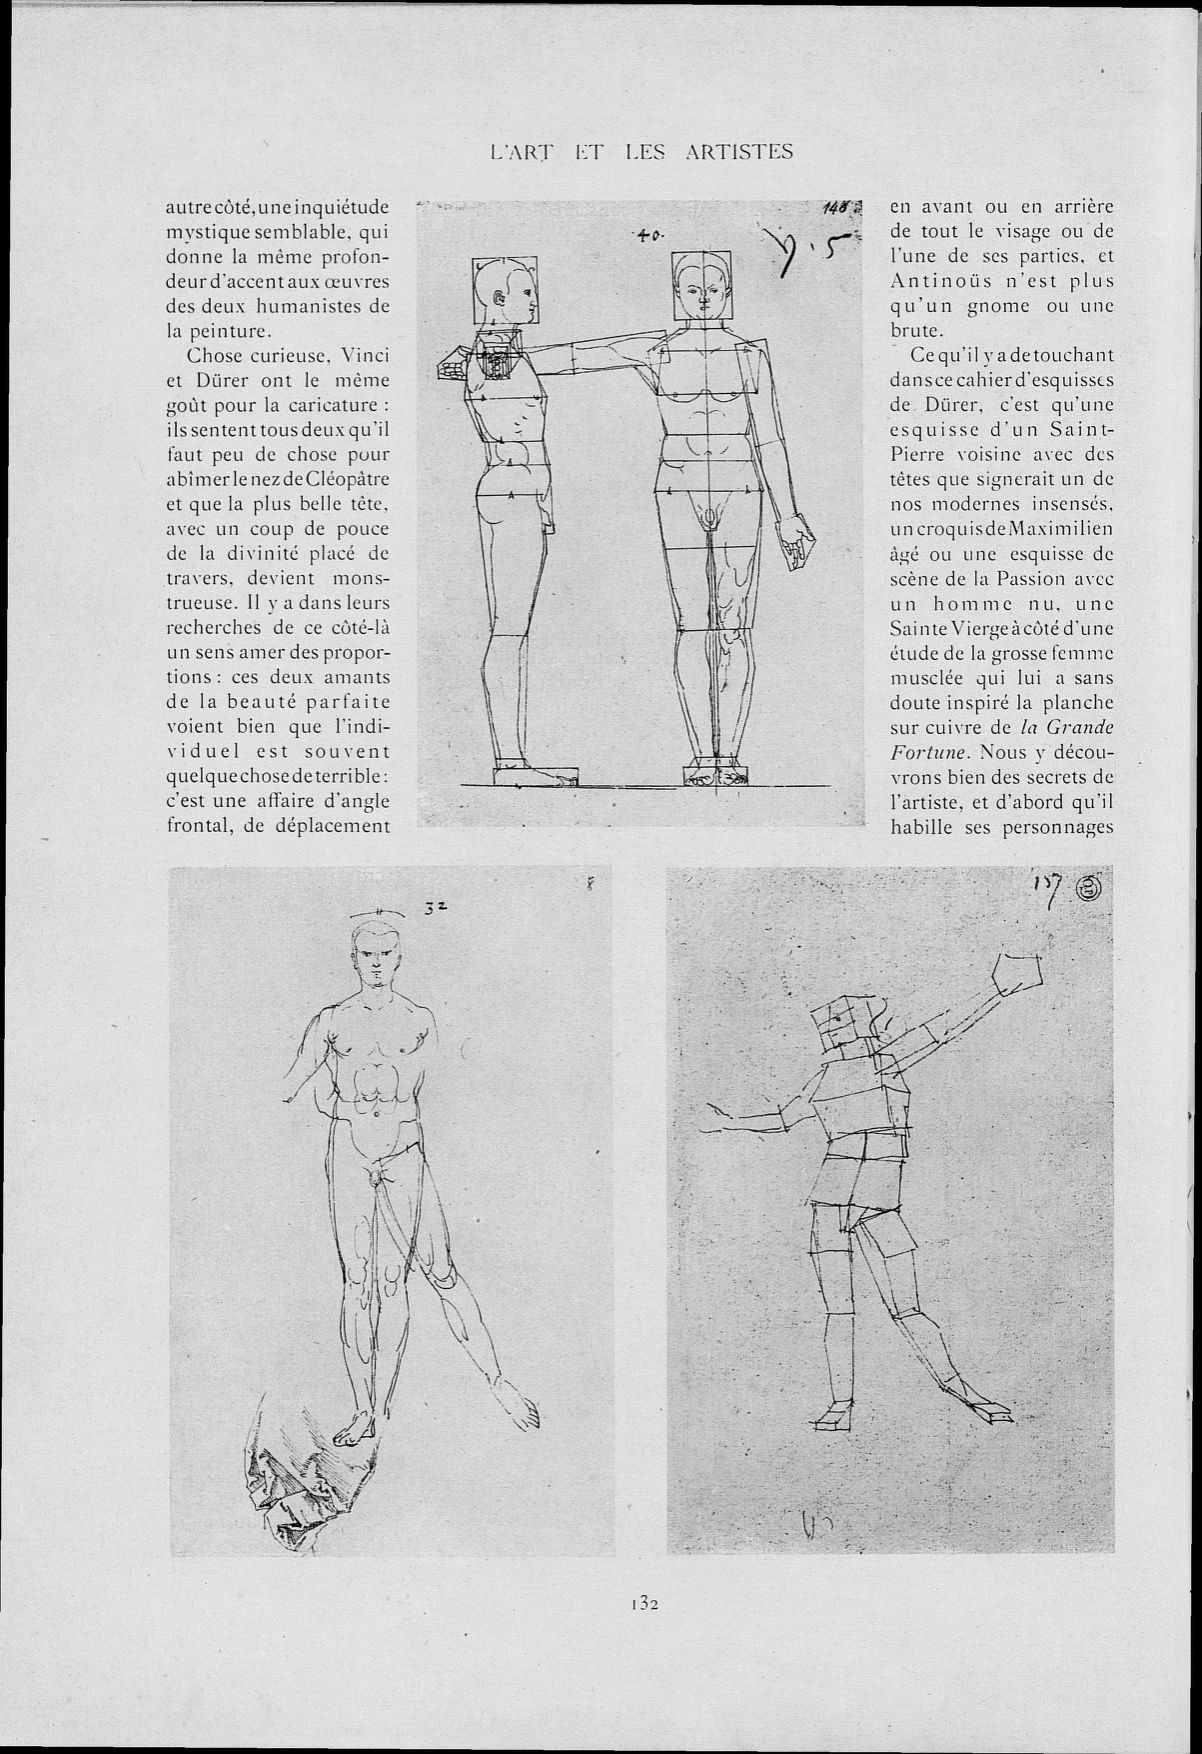 L'ART ET LES ARTISTES
autre côté, une inquiétude
mystique semblable, qui
donne la même profon-
deur d'accent aux œuvres
des deux humanistes de
la peinture.
Chose curieuse, Vinci
et Dürer ont le même
goût pour la caricature :
ils sentent tous deux qu'il
faut peu de chose pour
abîmer le nez de Cléopâtre
et que la plus belle tête,
avec un coup de pouce
de la divinité placé de
travers, devient mons-
trueuse. Il y a dans leurs
recherches de ce côté-là
un sens amer des propor-
tions : ces deux amants
de la beauté parfaite
voient bien que l'indi-
viduel est souvent
quelque chose de terrible :
c'est une affaire d'angle
frontal, de déplacement
148
40.
en avant ou en arrière
de tout le visage ou de
l'une de ses parties, et
Antinoüs n'est plus
qu'un gnome ou une
brute.
Ce qu'il y a de touchant
dans ce cahier d'esquisses
de Dürer, c'est qu'une
esquisse d'un Saint-
Pierre voisine avec des
têtes que signerait un de
nos modernes insensés,
un croquis de Maximilien
âgé ou une esquisse de
scène de la Passion avec
un homme nu, une
Sainte Vierge à côté d'une
étude de la grosse femme
musclée qui lui a sans
doute inspiré la planche
sur cuivre de la Grande
Fortune. Nous y décou-
vrons bien des secrets de
l'artiste, et d'abord qu'il
habille ses personnages
8
32
157
132